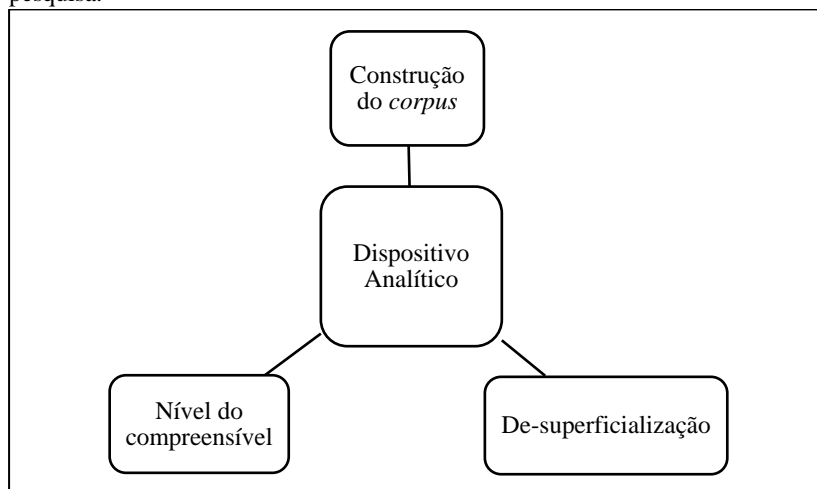 pesquisa.
Construção
do corpus
Dispositivo
Analítico
Nível do
compreensível
De-superficialização